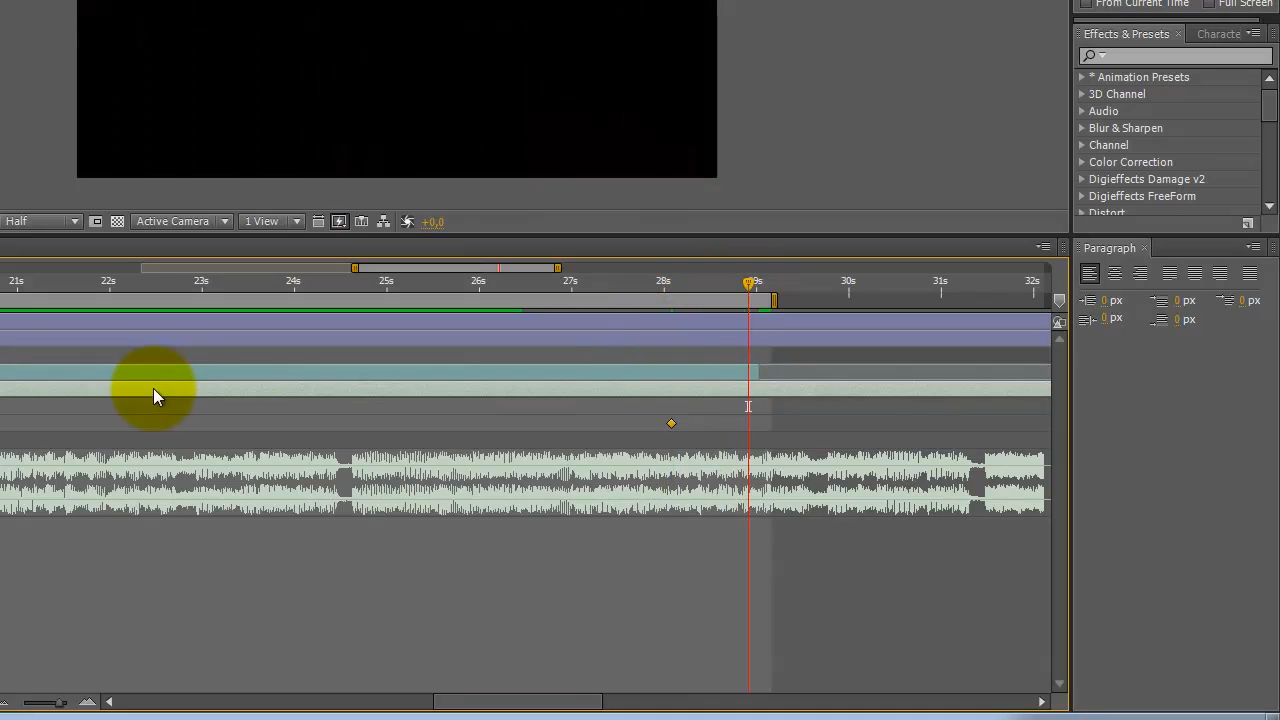 From Current Time Full Screen
Effects & Presets Characte
* Animation Presets
3D Channel
Audio
Blur & Sharpen
Channel
Color Correction
Digieffects Damage v2
Digieffects FreeForm
Distort
Half Active Camera 1 View +0,0
Paragraph
21s 22s 23s 24s 25s 26s 27s 28s 9s 30s 31s 32s
0 px 0 px 0 px
0 px 0 px